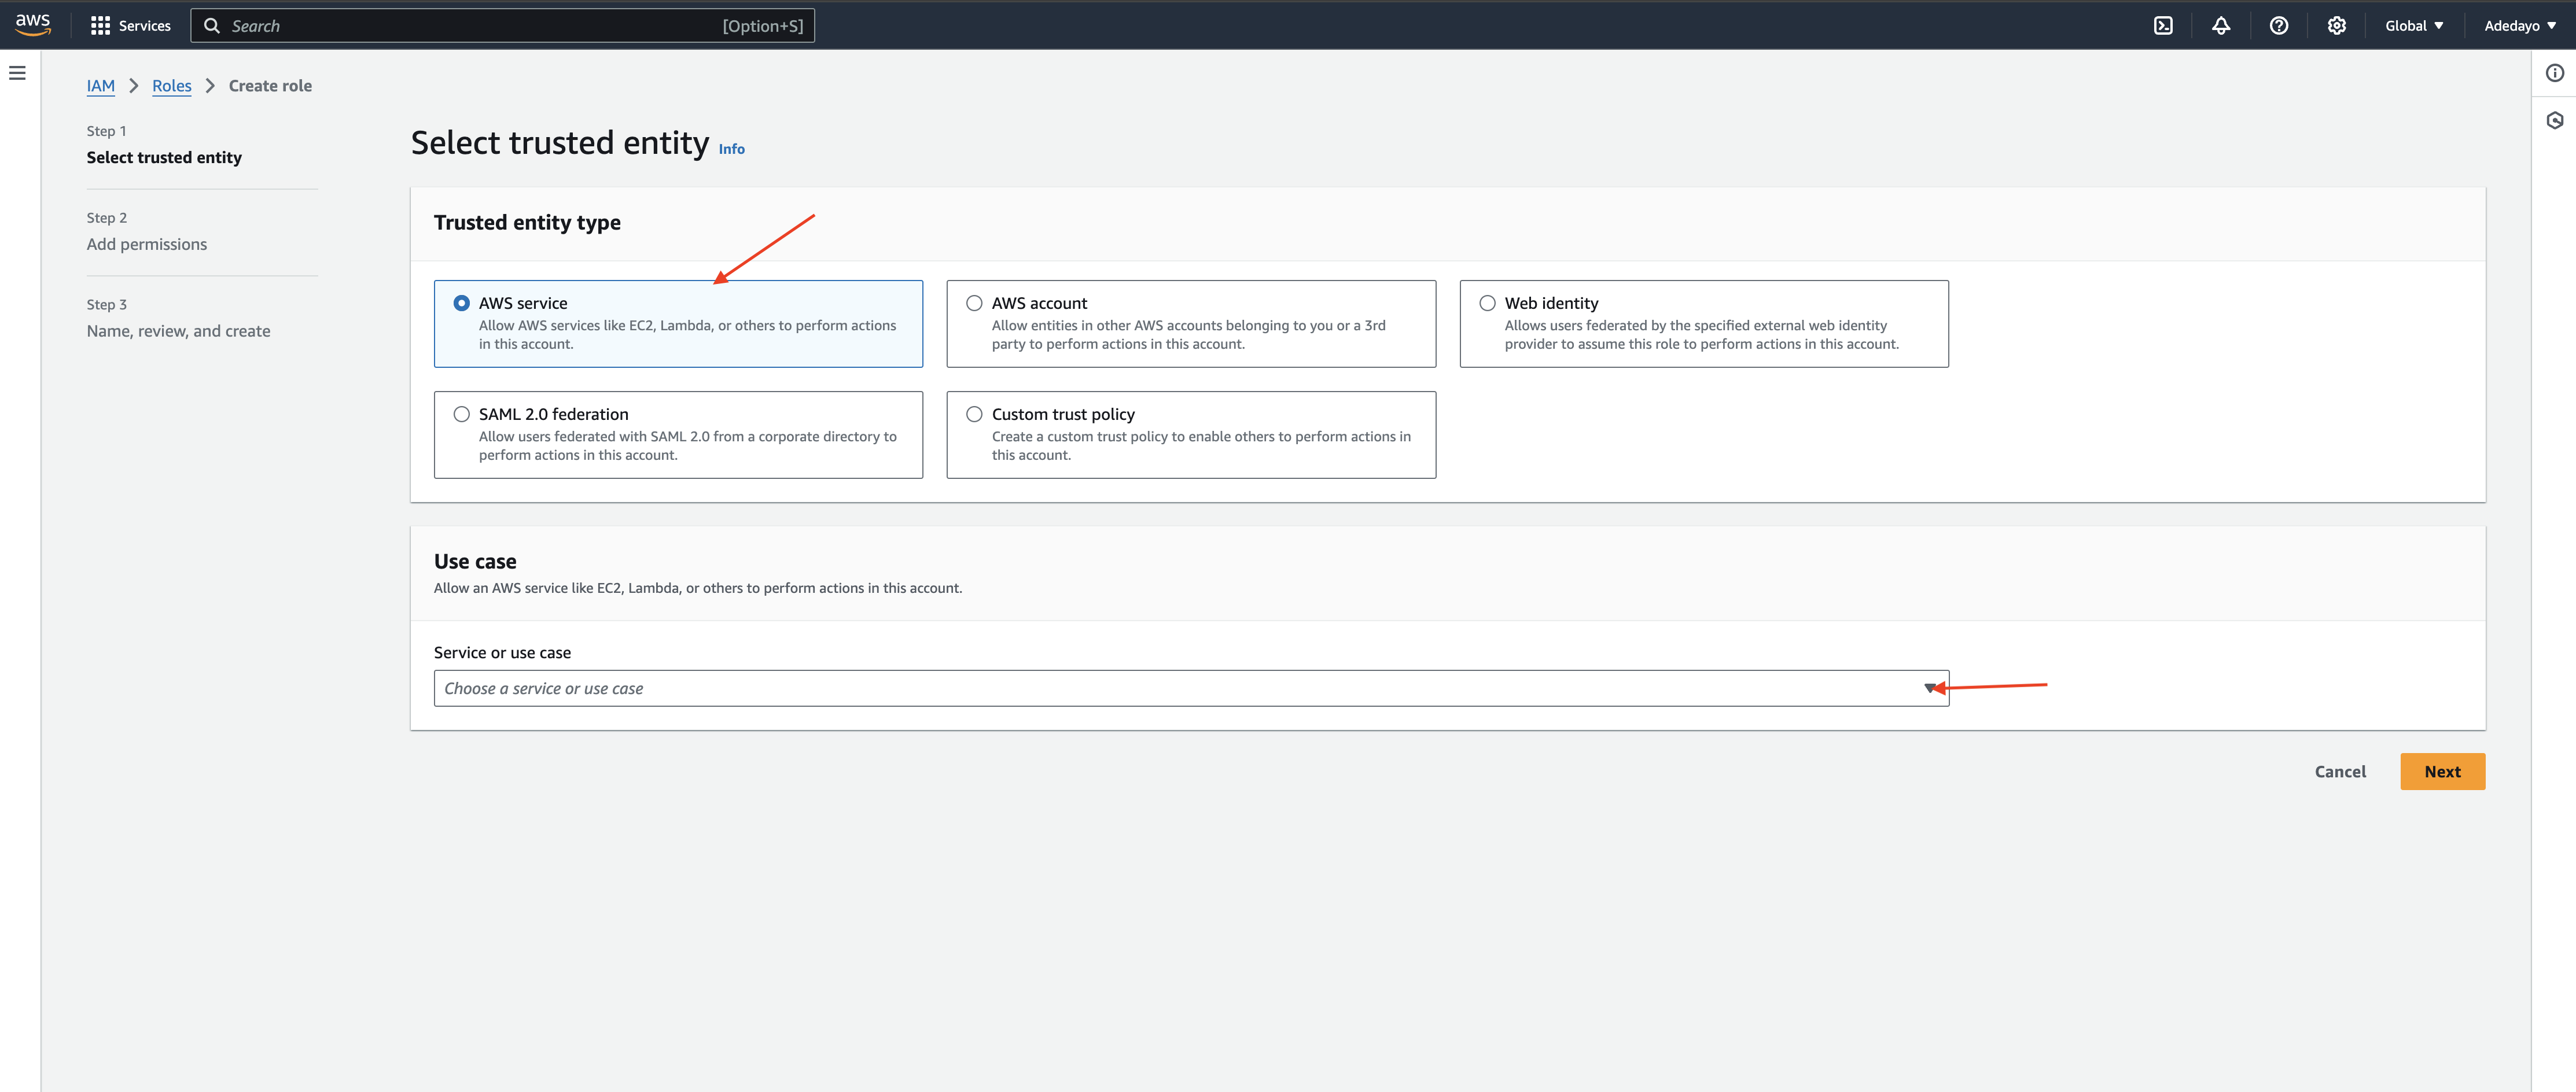 aws
Services
Search
[Option+S]
Global
Adedayo
IAM
Roles
Create role
Step 1
Select trusted entity
Step 2
Add permissions
Step 3
Name, review, and create
Select trusted entity Info
Trusted entity type
AWS service
Allow AWS services like EC2, Lambda, or others to perform actions
in this account.
AWS account
Allow entities in other AWS accounts belonging to you or a 3rd
party to perform actions in this account.
Web identity
Allows users federated by the specified external web identity
provider to assume this role to perform actions in this account.
SAML 2.0 federation
Allow users federated with SAML 2.0 from a corporate directory to
perform actions in this account.
Custom trust policy
Create a custom trust policy to enable others to perform actions in
this account.
Use case
Allow an AWS service like EC2, Lambda, or others to perform actions in this account.
Service or use case
Choose a service or use case
Cancel
Next